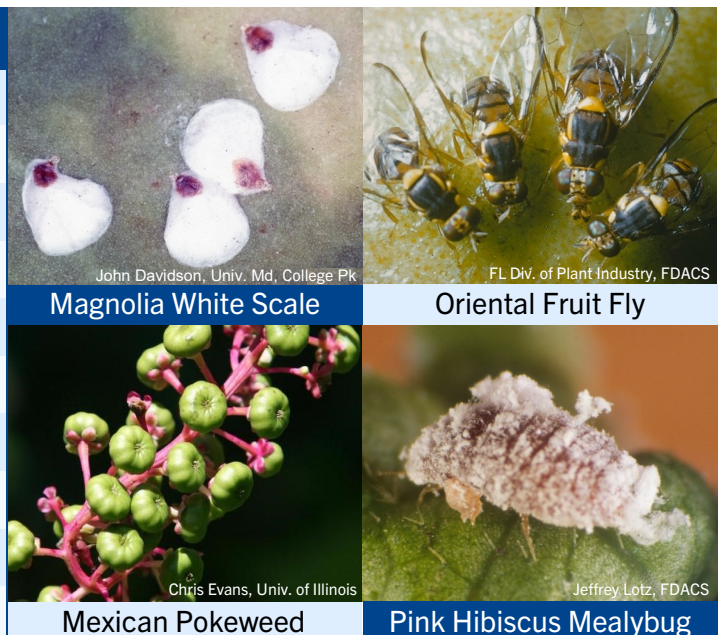 John Davidson, Univ. Md, College Pk
FL Div. of Plant Industry, FDACS
Magnolia White Scale
Oriental Fruit Fly
Chris Evans, Univ. of Illinois
Jeffrey Lotz, FDACS
Mexican Pokeweed
Pink Hibiscus Mealybug